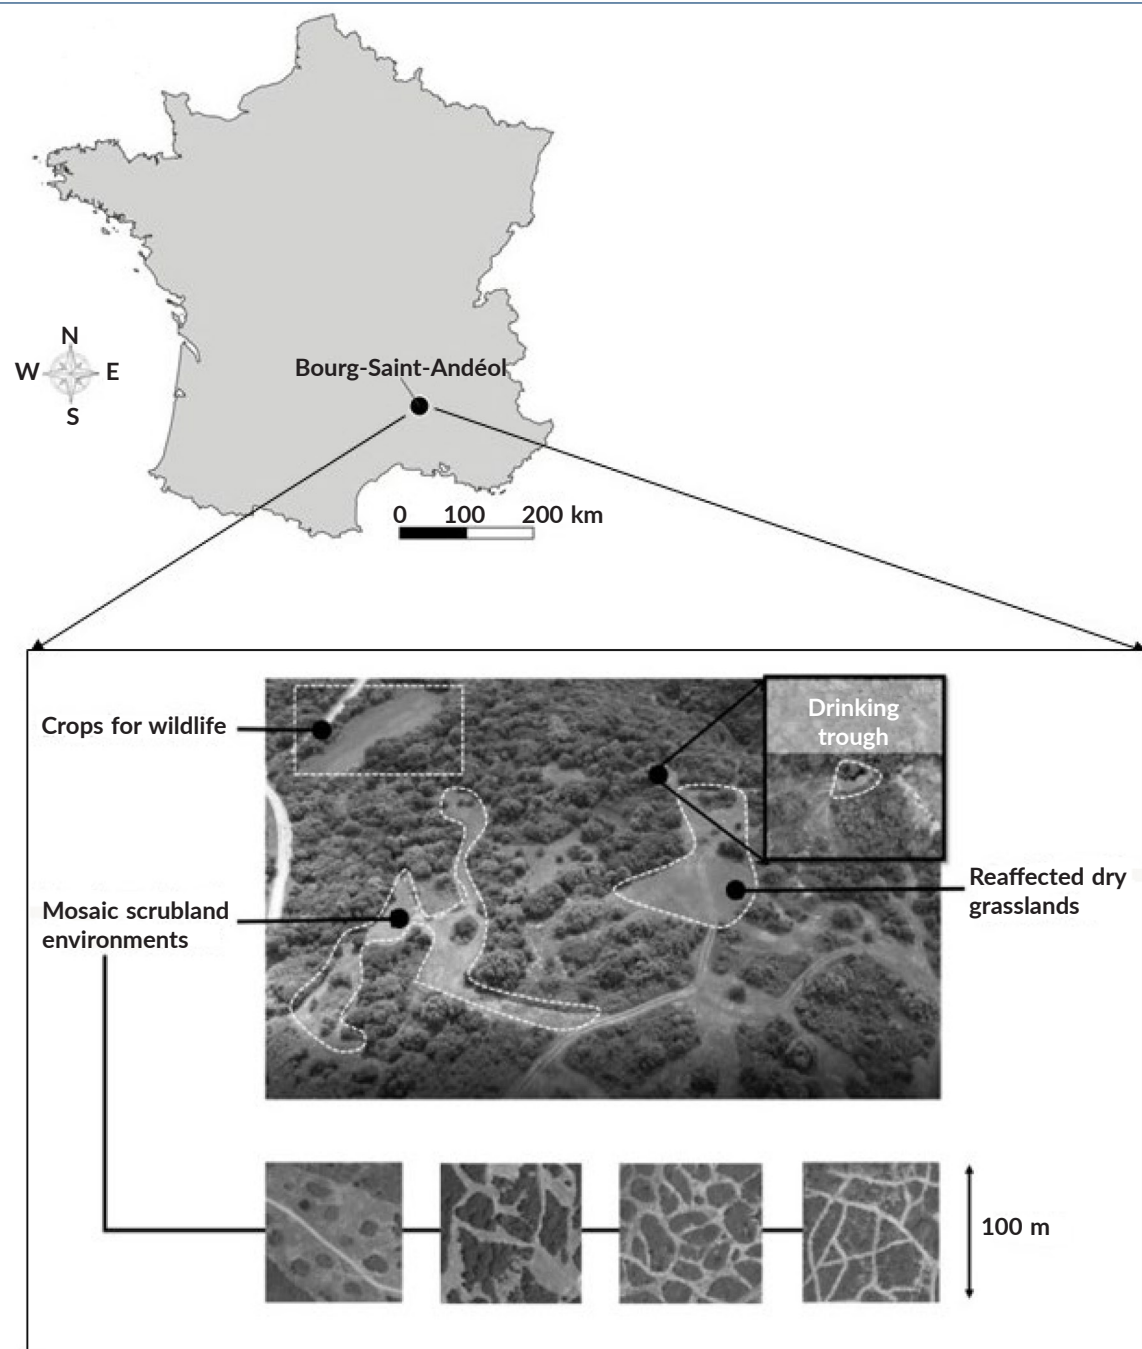 N
W E
S
Bourg-Saint-Andéol
0 100 200 km
Crops for wildlife
Drinking
trough
Mosaic scrubland
environments
Reaffected dry
grasslands
100 m